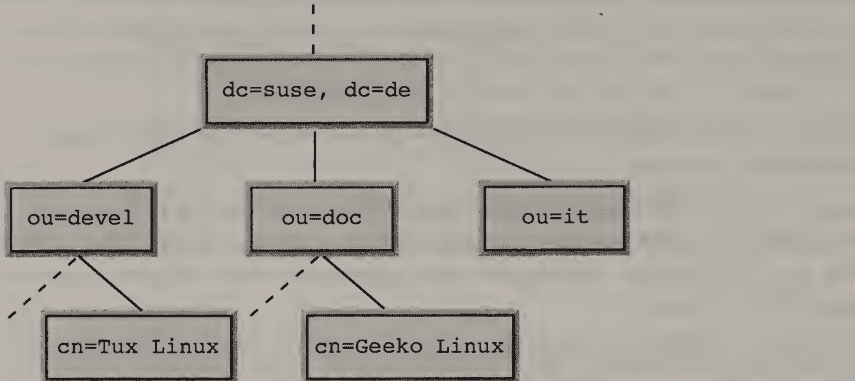 dc=suse, dc=de
ou=devel
ou=doc
ou=it
cn=Tux Linux
cn=Geeko Linux